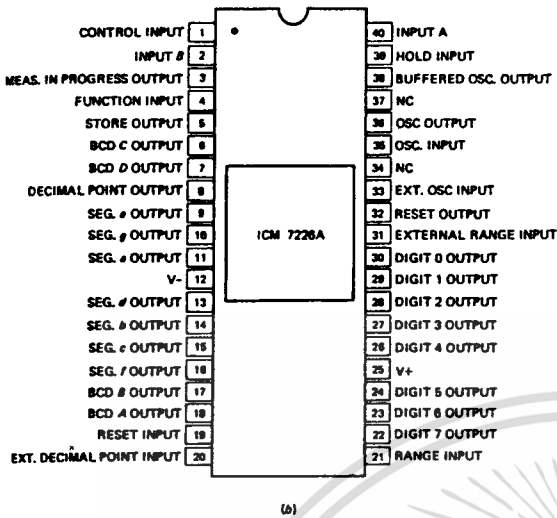 CONTROL INPUT 1
INPUT B 2
MEAS. IN PROGRESS OUTPUT 3
FUNCTION INPUT 4
STORE OUTPUT 5
BCD C OUTPUT 6
BCD D OUTPUT 7
DECIMAL POINT OUTPUT 8
SEG. e OUTPUT 9
SEG. g OUTPUT 10
SEG. a OUTPUT 11
V- 12
SEG. d OUTPUT 13
SEG. b OUTPUT 14
SEG. c OUTPUT 15
SEG. f OUTPUT 16
BCD B OUTPUT 17
BCD A OUTPUT 18
RESET INPUT 19
EXT. DECIMAL POINT INPUT 20
ICM 7226A
40 INPUT A
39 HOLD INPUT
38 BUFFERED OSC. OUTPUT
37 NC
36 OSC OUTPUT
35 OSC. INPUT
34 NC
33 EXT. OSC INPUT
32 RESET OUTPUT
31 EXTERNAL RANGE INPUT
30 DIGIT 0 OUTPUT
29 DIGIT 1 OUTPUT
28 DIGIT 2 OUTPUT
27 DIGIT 3 OUTPUT
26 DIGIT 4 OUTPUT
25 V+
24 DIGIT 5 OUTPUT
23 DIGIT 6 OUTPUT
22 DIGIT 7 OUTPUT
21 RANGE INPUT
(b)